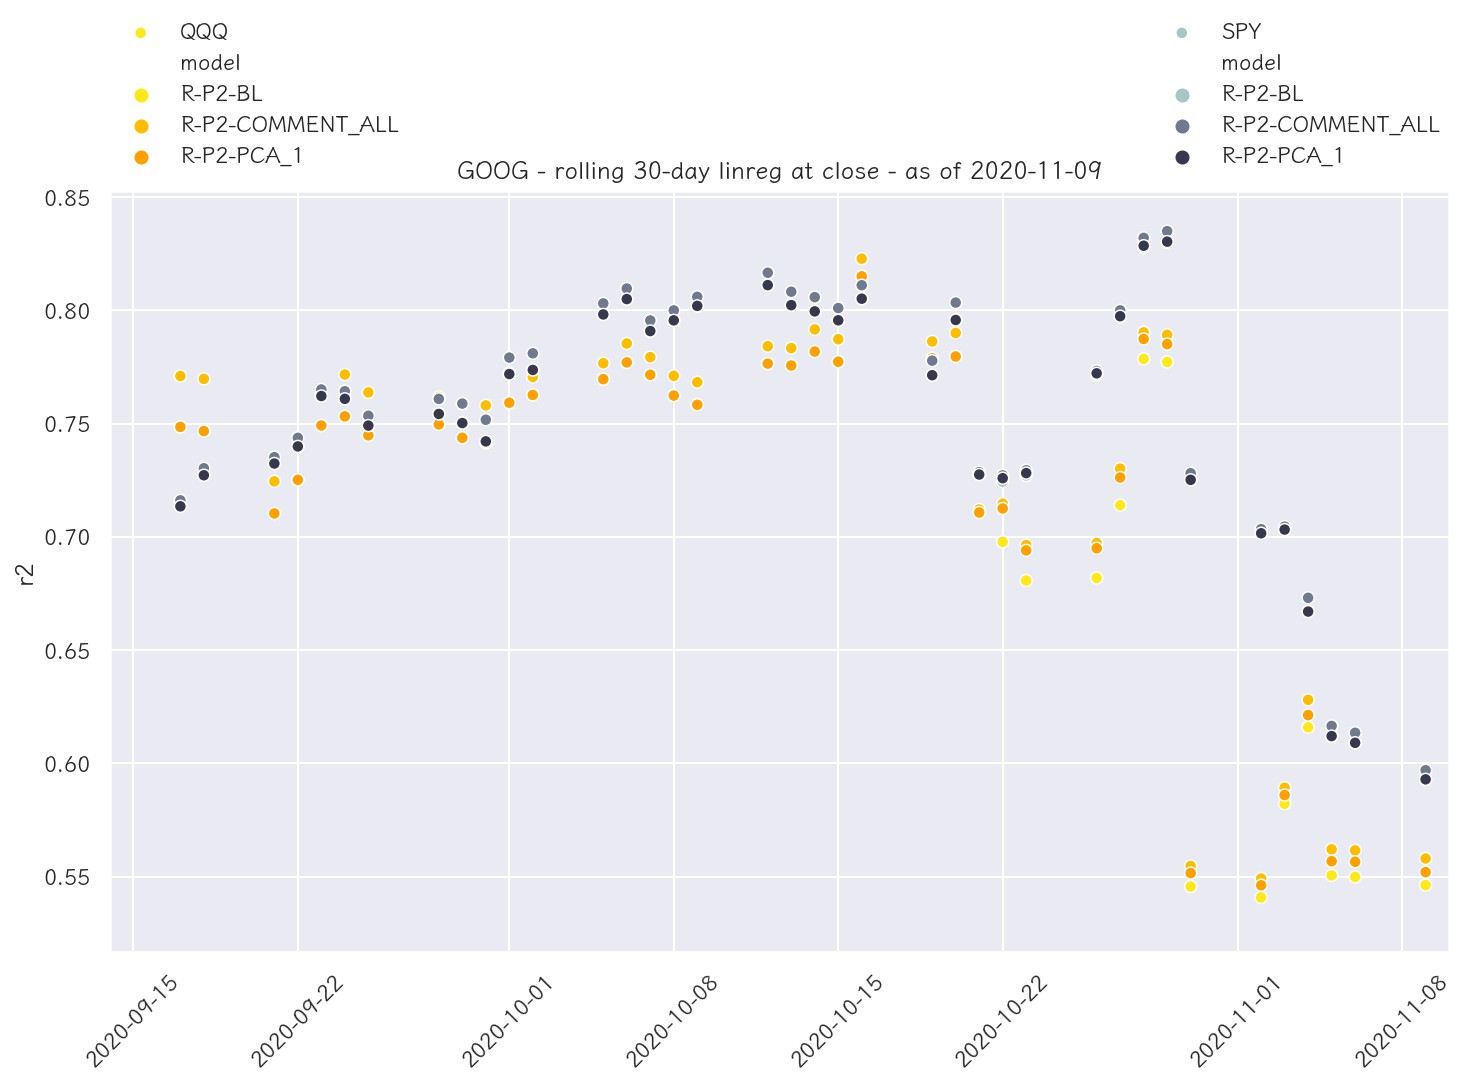 QQQ
model
R-P2-BL
R-P2-COMMENT_ALL
R-P2-PCA_1
SPY
model
R-P2-BL
R-P2-COMMENT_ALL
R-P2-PCA_1
GOOG - rolling 30-day linreg at close - as of 2020-11-09
0.85
0.80
0.75
0.70
0.65
0.60
0.55
r2
2020-09-15
2020-09-22
2020-10-01
2020-10-08
2020-10-15
2020-10-22
2020-11-01
2020-11-08